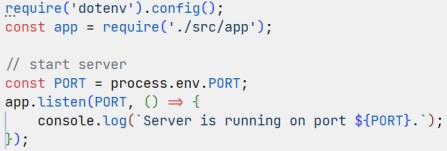 require('dotenv').config();
const app = require('./src/app');
// start server
const PORT = process.env.PORT;
app.listen(PORT, () => {
    console.log(`Server is running on port ${PORT}.`);
});